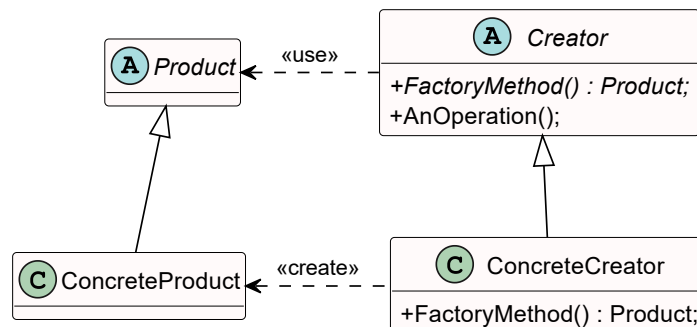 A Product
«use»
A Creator
+FactoryMethod() : Product;
+AnOperation();
C ConcreteProduct
«create»
C ConcreteCreator
+FactoryMethod() : Product;